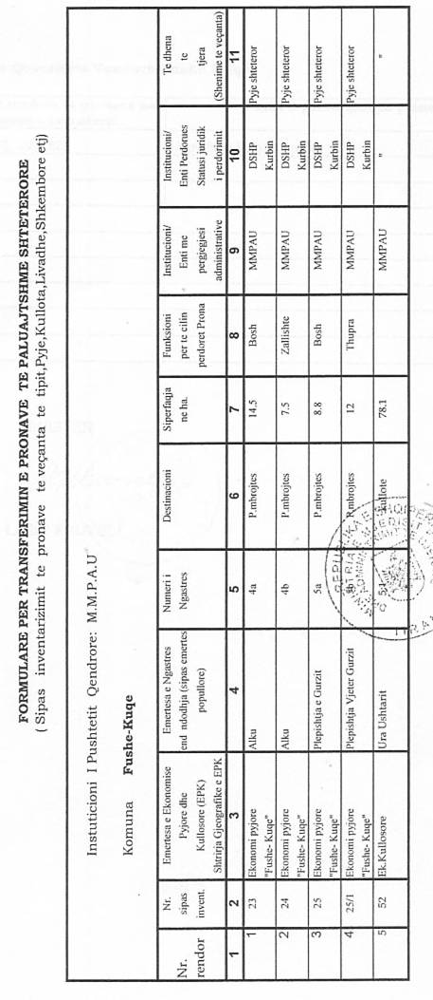 FORMULARE PER TRANSFERIMIN E PRONAVE TE PALUAJTSHME SHTETERORE
( Sipas inventarizimit te pronave te veçanta te tipit,Pyje,Kullota,Livadhe,Shkembore etj)
Instuticioni I Pushtetit Qendrore: M.M.P.A.U
Komuna Fushe-Kuqe
Nr. rendor
Nr. sipas invent.
Emertesa e Ekonomise Pyjore dhe Kullosore (EPK) Shtrirja Gjeografike e EPK
Emertesa e Ngastres end ndodhja (sipas emertes popullore)
Numeri i Ngastres
Destinacioni
Siperfaqja ne ha.
Funksioni per te cilin perdoret Prona
Institucioni/ Enti me pergjegjesi administrative
Institucioni/ Enti Perdorues Statusi juridik i perdorimit
Te dhena te tjera (Shenime te veçanta)
1 2 3 4 5 6 7 8 9 10 11
1 23 Ekonomi pyjore "Fushe- Kuqe" Alku 4a P.mbrojtes 14.5 Bosh MMPAU DSHP Kurbin Pyje shteteror
2 24 Ekonomi pyjore "Fushe- Kuqe" Alku 4b P.mbrojtes 7.5 Zallishte MMPAU DSHP Kurbin Pyje shteteror
3 25 Ekonomi pyjore "Fushe- Kuqe" Plepishtja e Gurzit 5a P.mbrojtes 8.8 Bosh MMPAU DSHP Kurbin Pyje shteteror
4 25/1 Ekonomi pyjore "Fushe- Kuqe" Plepishtja Vjeter Gurzit P.mbrojtes 12 Thupra MMPAU DSHP Kurbin Pyje shteteror
5 52 Ek.Kullosore Ura Ushtarit Kullote 78.1 MMPAU " "